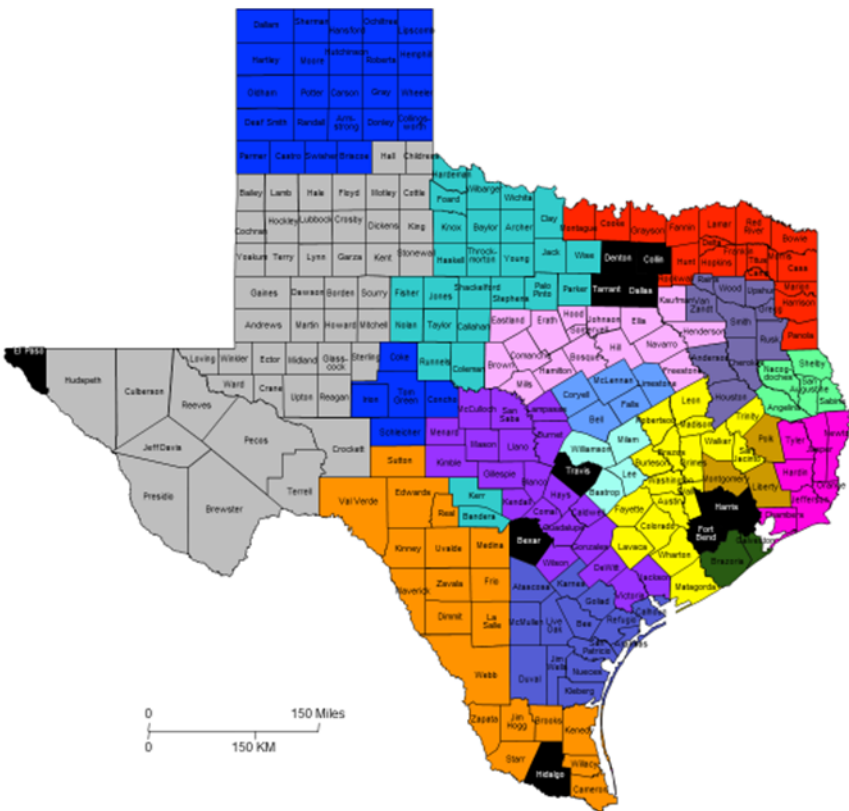 Dallam Sherman Hansford Ochiltree Lipscomb
Hartley Moore Hutchinson Roberts Hemphill
Oldham Potter Carson Gray Wheeler
Deaf Smith Randall Arm-strong Donley Collings-worth
Parmer Castro Swisher Briscoe Hall Childress
Bailey Lamb Hale Floyd Motley Cottle Hardeman Foard Wilbarger Wichita
Cochran Hockley Lubbock Crosby Dickens King Knox Baylor Archer Clay Montague Cooke Grayson Fannin Lamar Red River Bowie
Yoakum Terry Lynn Garza Kent Stonewall Haskell Throck-morton Young Jack Wise Denton Collin Hunt Delta Hopkins Franklin Titus Morris Cass
Gaines Dawson Borden Scurry Fisher Jones Shackelford Stephens Palo Pinto Parker Tarrant Dallas Kaufman Van Zandt Rains Wood Upshur Marion Harrison
Andrews Martin Howard Mitchell Nolan Taylor Callahan Eastland Erath Hood Somervell Johnson Ellis Henderson Smith Gregg Rusk Panola
El Paso Hudspeth Culberson Loving Winkler Ector Midland Glass-cock Sterling Coke Runnels Coleman Brown Comanche Hamilton Bosque Hill Navarro Freestone Anderson Nacog-doches Shelby
Reeves Ward Crane Upton Reagan Irion Tom Green Concho McCulloch San Saba Mills Lampasas Coryell McLennan Limestone Falls Leon Houston Angelina San Augustine Sabine
Jeff Davis Pecos Crockett Schleicher Menard Mason Llano Burnet Bell Milam Robertson Madison Trinity Polk Tyler Jasper
Presidio Brewster Terrell Sutton Kimble Gillespie Blanco Williamson Travis Lee Burleson Brazos Grimes Walker San Jacinto Hardin Orange
Val Verde Edwards Real Kerr Bandera Kendall Hays Comal Caldwell Bastrop Fayette Washington Austin Montgomery Liberty Harris Chambers Jefferson
Kinney Uvalde Medina Bexar Guadalupe Gonzales Lavaca Colorado Fort Bend Galveston Brazoria
Maverick Zavala Frio Atascosa Wilson Karnes DeWitt Jackson Wharton Matagorda
Dimmit La Salle McMullen Live Oak Bee Goliad Victoria Refugio Calhoun
Webb Duval Jim Wells San Patricio Nueces Kleberg
Zapata Jim Hogg Brooks Kenedy
Starr Hidalgo Willacy Cameron
0 150 Miles
0 150 KM